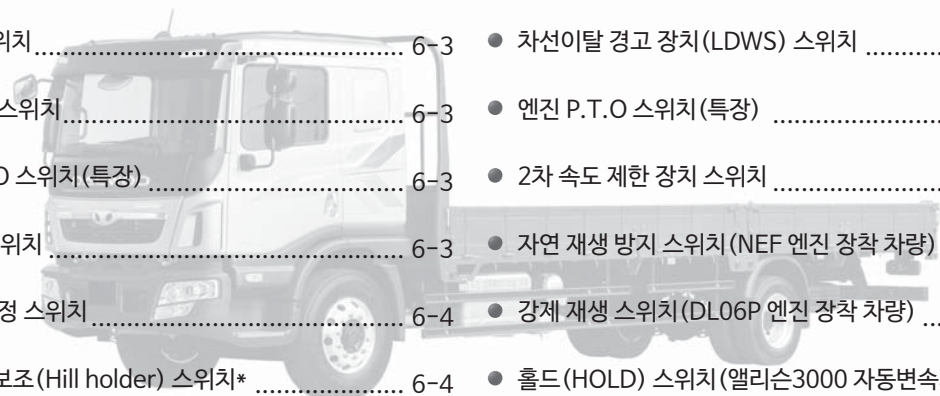 위치 6-3
스위치 6-3
O 스위치(특장) 6-3
위치 6-3
정 스위치 6-4
보조(Hill holder) 스위치* 6-4
● 차선이탈 경고 장치(LDWS) 스위치
● 엔진 P.T.O 스위치(특장)
● 2차 속도 제한 장치 스위치
● 자연 재생 방지 스위치(NEF 엔진 장착 차량)
● 강제 재생 스위치(DL06P 엔진 장착 차량)
● 홀드(HOLD) 스위치(앨리슨3000 자동변속